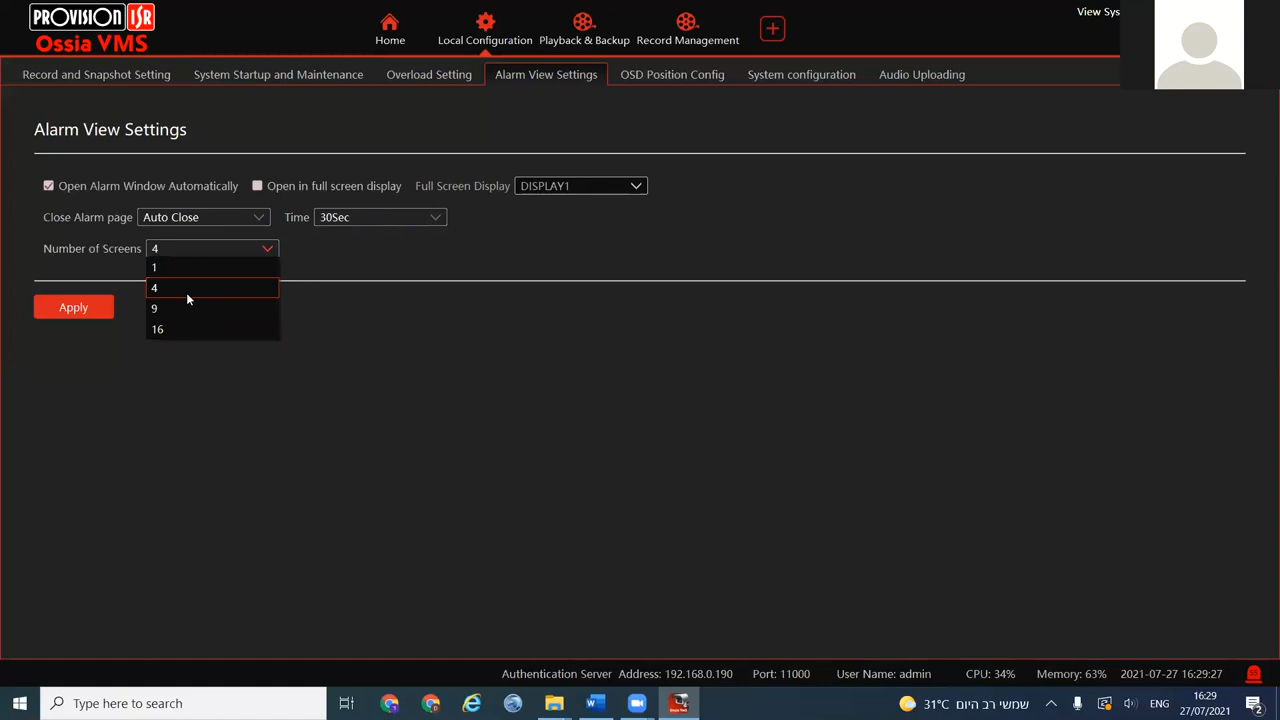 PROVISION ISR
Ossia VMS
Home
Local Configuration
Playback & Backup
Record Management
View Sys
Record and Snapshot Setting
System Startup and Maintenance
Overload Setting
Alarm View Settings
OSD Position Config
System configuration
Audio Uploading
Alarm View Settings
Open Alarm Window Automatically
Open in full screen display
Full Screen Display DISPLAY1
Close Alarm page Auto Close
Time 30Sec
Number of Screens 4
1
4
9
16
Apply
Authentication Server Address: 192.168.0.190 Port: 11000 User Name: admin CPU: 34% Memory: 63% 2021-07-27 16:29:27
Type here to search
31°C שמשי רב היום
ENG
16:29
27/07/2021
2